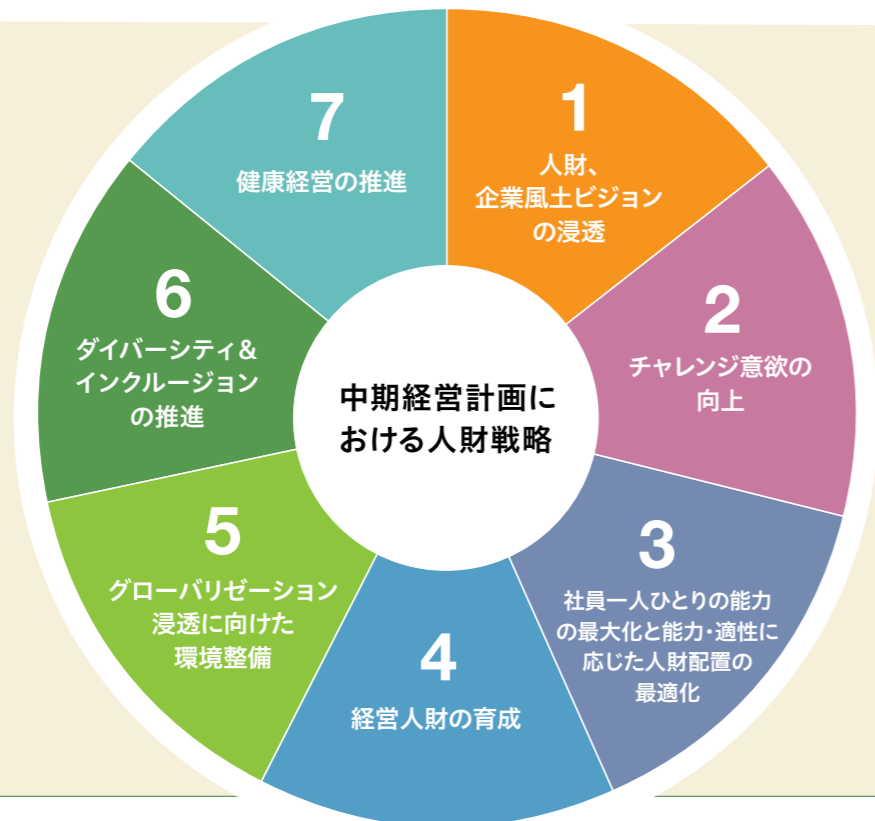 中期経営計画に
おける人財戦略
1
人財、
企業風土ビジョン
の浸透
2
チャレンジ意欲の
向上
3
社員一人ひとりの能力
の最大化と能力・適性に
応じた人財配置の
最適化
4
経営人財の育成
5
グローバリゼーション
浸透に向けた
環境整備
6
ダイバーシティ&
インクルージョン
の推進
7
健康経営の推進